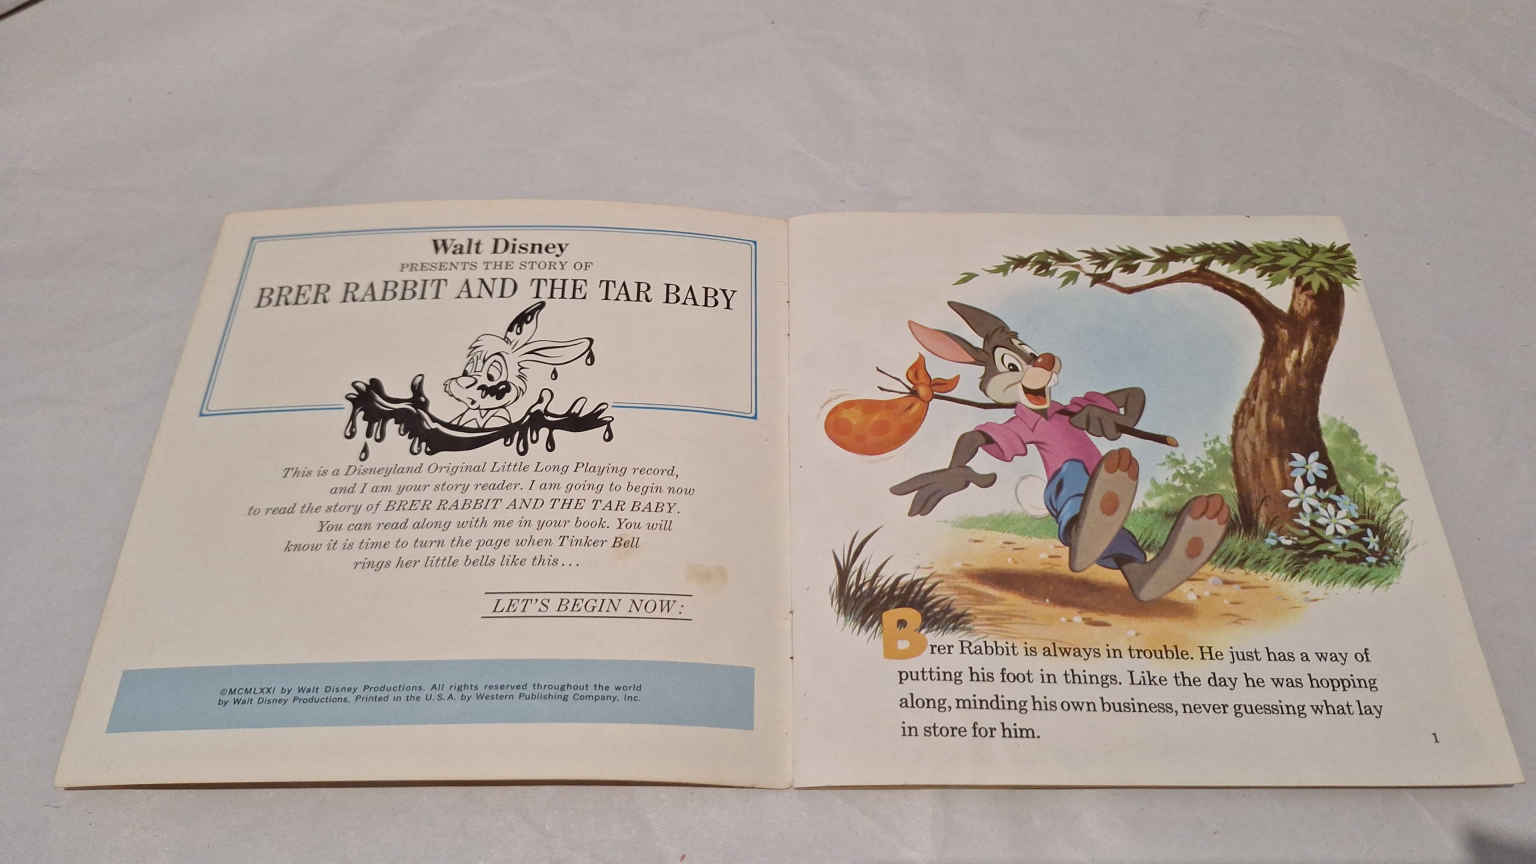 Walt Disney
PRESENTS THE STORY OF
BRER RABBIT AND THE TAR BABY
This is a Disneyland Original Little Long Playing record,
and I am your story reader. I am going to begin now
to read the story of BRER RABBIT AND THE TAR BABY.
You can read along with me in your book. You will
know it is time to turn the page when Tinker Bell
rings her little bells like this...
LET'S BEGIN NOW:
©MCMLXXI by Walt Disney Productions. All rights reserved throughout the world
by Walt Disney Productions. Printed in the U.S.A. by Western Publishing Company, Inc.
Brer Rabbit is always in trouble. He just has a way of
putting his foot in things. Like the day he was hopping
along, minding his own business, never guessing what lay
in store for him.
1